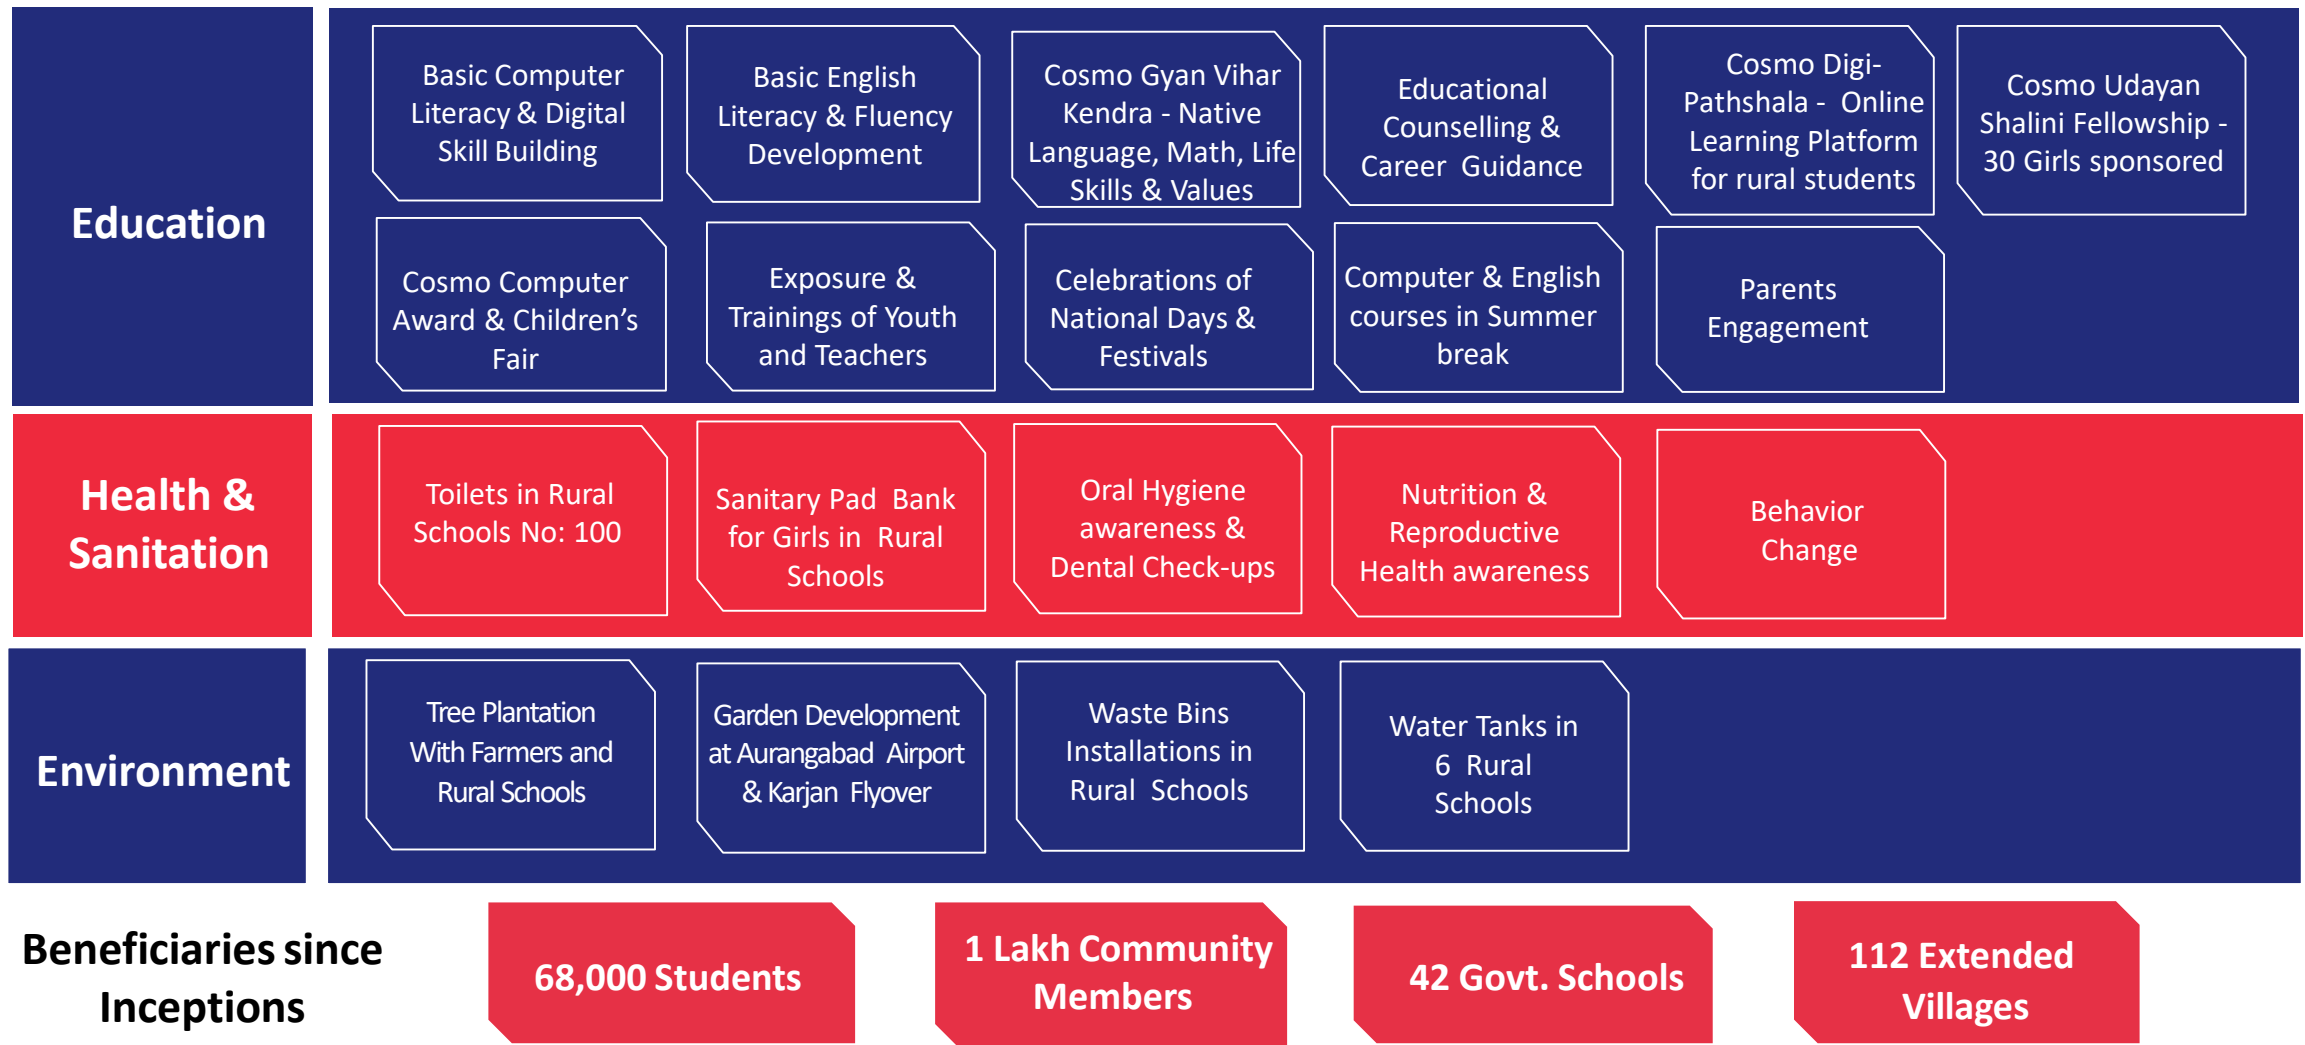 Education
Basic Computer
Literacy & Digital
Skill Building
Basic English
Literacy & Fluency
Development
Cosmo Gyan Vihar
Kendra - Native
Language, Math, Life
Skills & Values
Educational
Counselling &
Career Guidance
Cosmo Digi-
Pathshala - Online
Learning Platform
for rural students
Cosmo Udayan
Shalini Fellowship -
30 Girls sponsored
Cosmo Computer
Award & Children’s
Fair
Exposure &
Trainings of Youth
and Teachers
Celebrations of
National Days &
Festivals
Computer & English
courses in Summer
break
Parents
Engagement
Health &
Sanitation
Toilets in Rural
Schools No: 100
Sanitary Pad Bank
for Girls in Rural
Schools
Oral Hygiene
awareness &
Dental Check-ups
Nutrition &
Reproductive
Health awareness
Behavior
Change
Environment
Tree Plantation
With Farmers and
Rural Schools
Garden Development
at Aurangabad Airport
& Karjan Flyover
Waste Bins
Installations in
Rural Schools
Water Tanks in
6 Rural
Schools
Beneficiaries since
Inceptions
68,000 Students
1 Lakh Community
Members
42 Govt. Schools
112 Extended
Villages